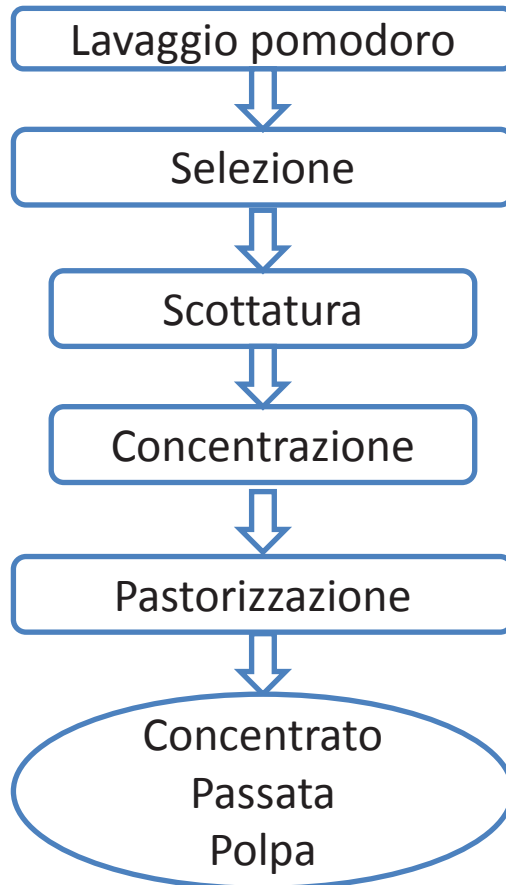 Lavaggio pomodoro
Selezione
Scottatura
Concentrazione
Pastorizzazione
Concentrato
Passata
Polpa